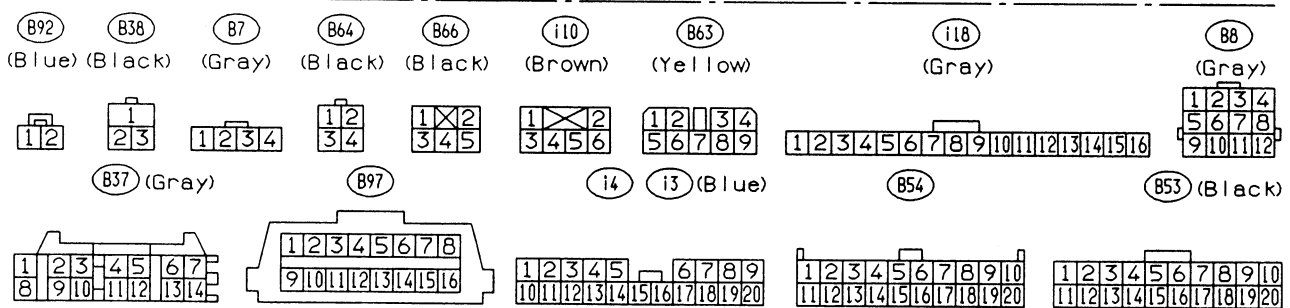 B92 B38 B7 B64 B66 i10 B63 i18 B8
(Blue) (Black) (Gray) (Black) (Black) (Brown) (Yellow) (Gray) (Gray)
1 2
1
2 3
1 2 3 4
1 2
3 4
1 2
3 4 5
1 2
3 4 5 6
1 2 3 4
5 6 7 8 9
1 2 3 4 5 6 7 8 9 10 11 12 13 14 15 16
1 2 3 4
5 6 7 8
9 10 11 12
B37 (Gray) B97 i4 i3 (Blue) B54 B53 (Black)
1 2 3 4 5 6 7
8 9 10 11 12 13 14
1 2 3 4 5 6 7 8
9 10 11 12 13 14 15 16
1 2 3 4 5 6 7 8 9
10 11 12 13 14 15 16 17 18 19 20
1 2 3 4 5 6 7 8 9 10
11 12 13 14 15 16 17 18 19 20
1 2 3 4 5 6 7 8 9 10
11 12 13 14 15 16 17 18 19 20